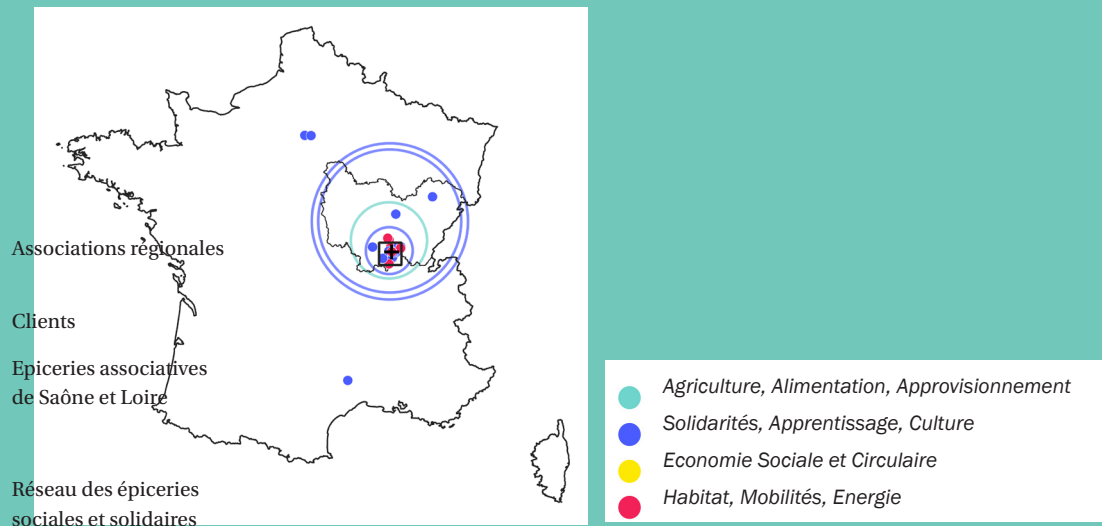 Associations régionales
Clients
Epiceries associatives
de Saône et Loire
Réseau des épiceries
sociales et solidaires
Agriculture, Alimentation, Approvisionnement
Solidarités, Apprentissage, Culture
Economie Sociale et Circulaire
Habitat, Mobilités, Energie